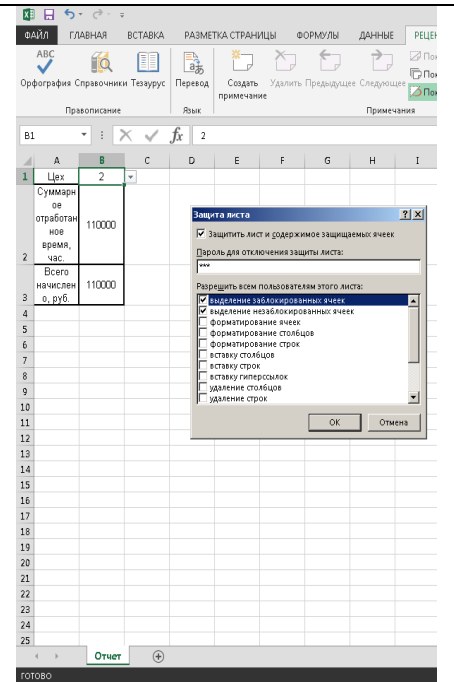 ФАЙЛ ГЛАВНАЯ ВСТАВКА РАЗМЕТКА СТРАНИЦЫ ФОРМУЛЫ ДАННЫЕ РЕЦЕН
ABC
Орфография Справочники Тезаурус
Перевод
Создать примечание
Удалить Предыдущее Следующее
Пок
Пок
Пок
Правописание Язык Примечания
B1 fx 2
A B C D E F G H I
1 Цех 2
2 Суммарн
ое
отработан
ное
время,
час. 110000
3 Всего
начислен
о, руб. 110000
4
5
6
7
8
9
10
11
12
13
14
15
16
17
18
19
20
21
22
23
24
25
Защита листа ? X
Защитить лист и содержимое защищаемых ячеек
Пароль для отключения защиты листа:
***
Разрешить всем пользователям этого листа:
выделение заблокированных ячеек
выделение незаблокированных ячеек
форматирование ячеек
форматирование столбцов
форматирование строк
вставку столбцов
вставку строк
вставку гиперссылок
удаление столбцов
удаление строк
ОК Отмена
Отчет
ГОТОВО